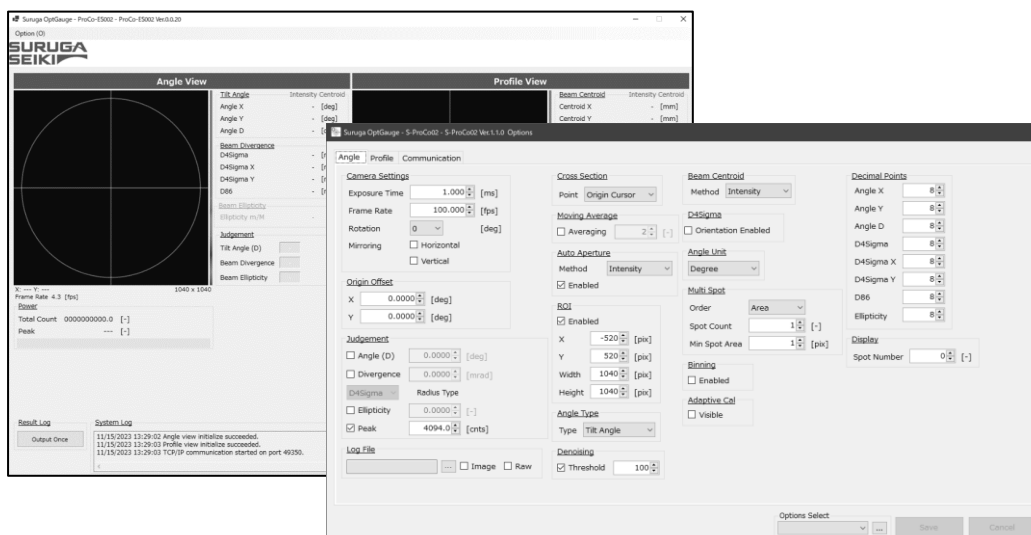 Suruga OptGauge - ProCo-ES002 - ProCo-ES002 Ver.0.0.20
Option (O)
SURUGA
SEIKI
Angle View
Profile View
Tilt Angle Intensity Centroid
Angle X - [deg]
Angle Y - [deg]
Angle D -
Beam Divergence
D4Sigma -
D4Sigma X -
D4Sigma Y -
D86 -
Beam Ellipticity
Ellipticity m/M -
Judgement
Tilt Angle (D)
Beam Divergence
Beam Ellipticity
Beam Centroid Intensity Centroid
Centroid X - [mm]
Centroid Y - [mm]
X: --- Y: --- 1040 x 1040
Frame Rate 4.3 [fps]
Power
Total Count 0000000000.0 [-]
Peak --- [-]
Result Log
Output Once
System Log
11/15/2023 13:29:02 Angle view initialize succeeded.
11/15/2023 13:29:03 Profile view initialize succeeded.
11/15/2023 13:29:03 TCP/IP communication started on port 49350.
:
Suruga OptGauge - S-ProCo02 - S-ProCo02 Ver.1.1.0 Options
Angle Profile Communication
Camera Settings
Exposure Time 1.000 [ms]
Frame Rate 100.000 [fps]
Rotation 0 [deg]
Mirroring Horizontal
Vertical
Origin Offset
X 0.0000 [deg]
Y 0.0000 [deg]
Judgement
Angle (D) 0.0000 [deg]
Divergence 0.0000 [mrad]
D4Sigma Radius Type
Ellipticity 0.0000 [-]
Peak 4094.0 [cnts]
Log File
... Image Raw
Cross Section
Point Origin Cursor
Moving Average
Averaging 2 [-]
Auto Aperture
Method Intensity
Enabled
ROI
Enabled
X -520 [pix]
Y 520 [pix]
Width 1040 [pix]
Height 1040 [pix]
Angle Type
Type Tilt Angle
Denoising
Threshold 100
Beam Centroid
Method Intensity
D4Sigma
Orientation Enabled
Angle Unit
Degree
Multi Spot
Order Area
Spot Count 1 [-]
Min Spot Area 1 [pix]
Binning
Enabled
Adaptive Cal
Visible
Decimal Points
Angle X 8
Angle Y 8
Angle D 8
D4Sigma 8
D4Sigma X 8
D4Sigma Y 8
D86 8
Ellipticity 8
Display
Spot Number 0 [-]
Options Select
... Save Cancel